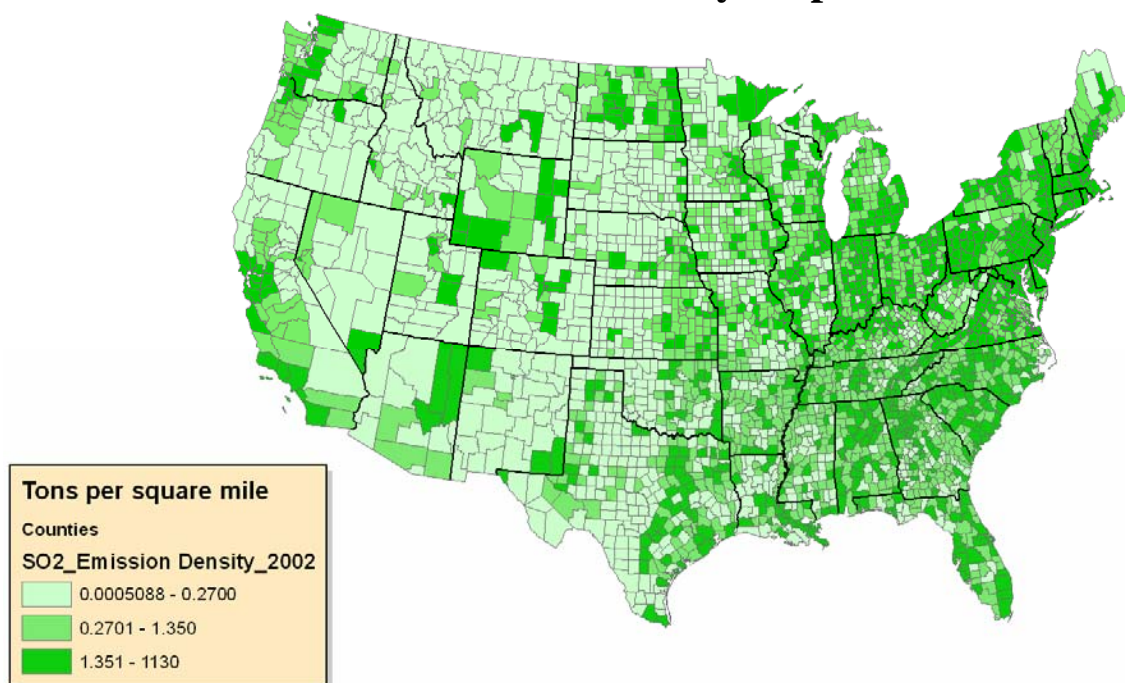 Tons per square mile
Counties
SO2_Emission Density_2002
0.0005088 - 0.2700
0.2701 - 1.350
1.351 - 1130